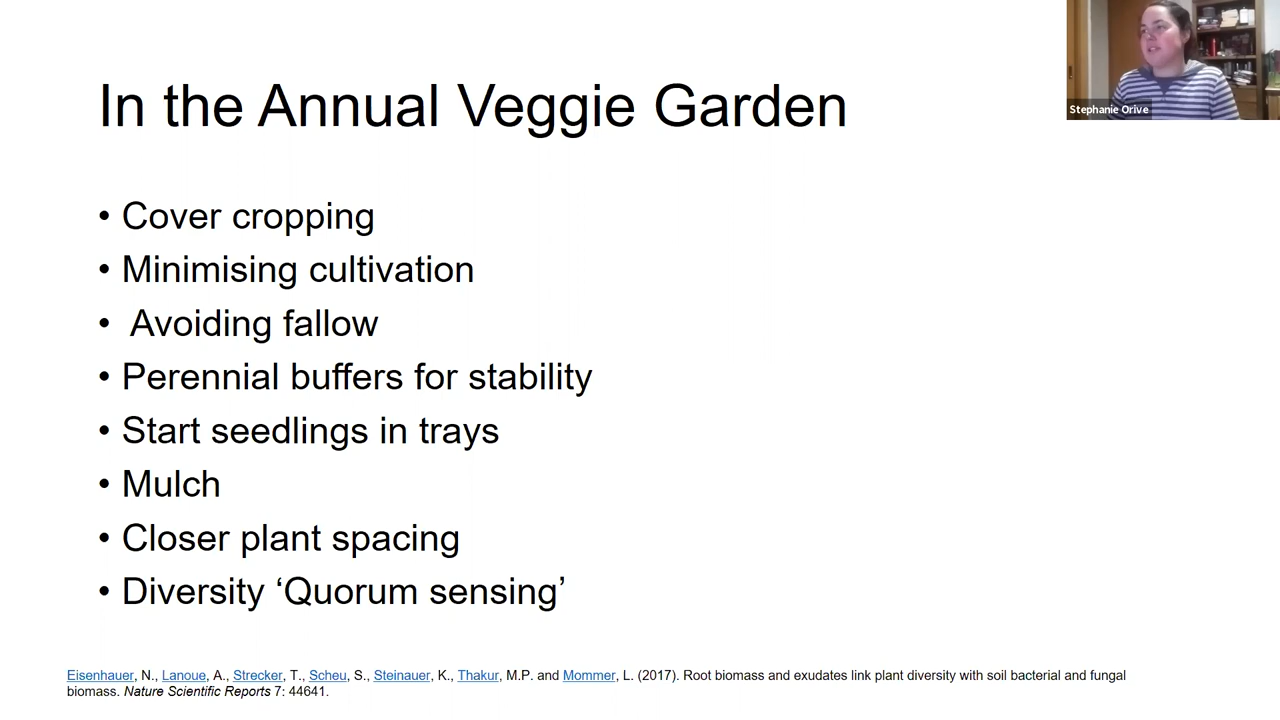 In the Annual Veggie Garden
Stephanie Orive
• Cover cropping
• Minimising cultivation
• Avoiding fallow
• Perennial buffers for stability
• Start seedlings in trays
• Mulch
• Closer plant spacing
• Diversity ‘Quorum sensing’
Eisenhauer, N., Lanoue, A., Strecker, T., Scheu, S., Steinauer, K., Thakur, M.P. and Mommer, L. (2017). Root biomass and exudates link plant diversity with soil bacterial and fungal
biomass. Nature Scientific Reports 7: 44641.